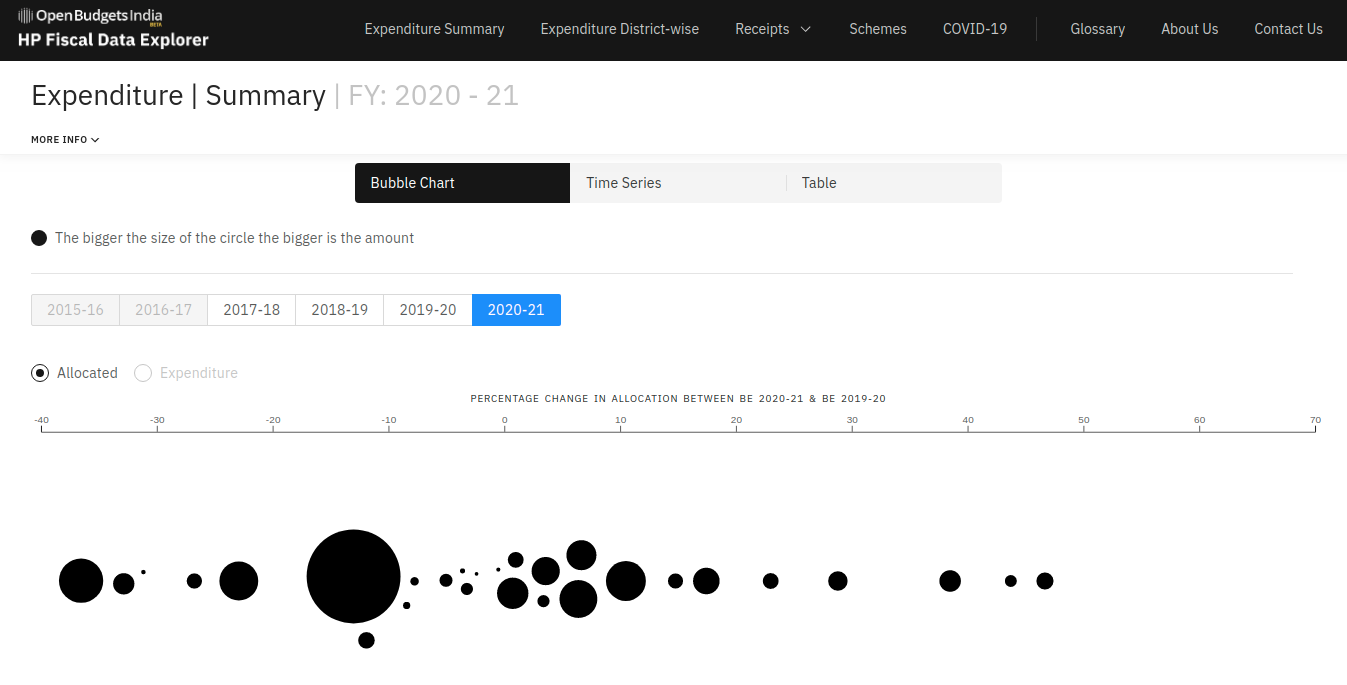 OpenBudgetsIndia
BETA
HP Fiscal Data Explorer
Expenditure Summary Expenditure District-wise Receipts Schemes COVID-19 Glossary About Us Contact Us
Expenditure | Summary | FY: 2020 - 21
MORE INFO
Bubble Chart Time Series Table
The bigger the size of the circle the bigger is the amount
2015-16 2016-17 2017-18 2018-19 2019-20 2020-21
Allocated Expenditure
PERCENTAGE CHANGE IN ALLOCATION BETWEEN BE 2020-21 & BE 2019-20
-40 -30 -20 -10 0 10 20 30 40 50 60 70